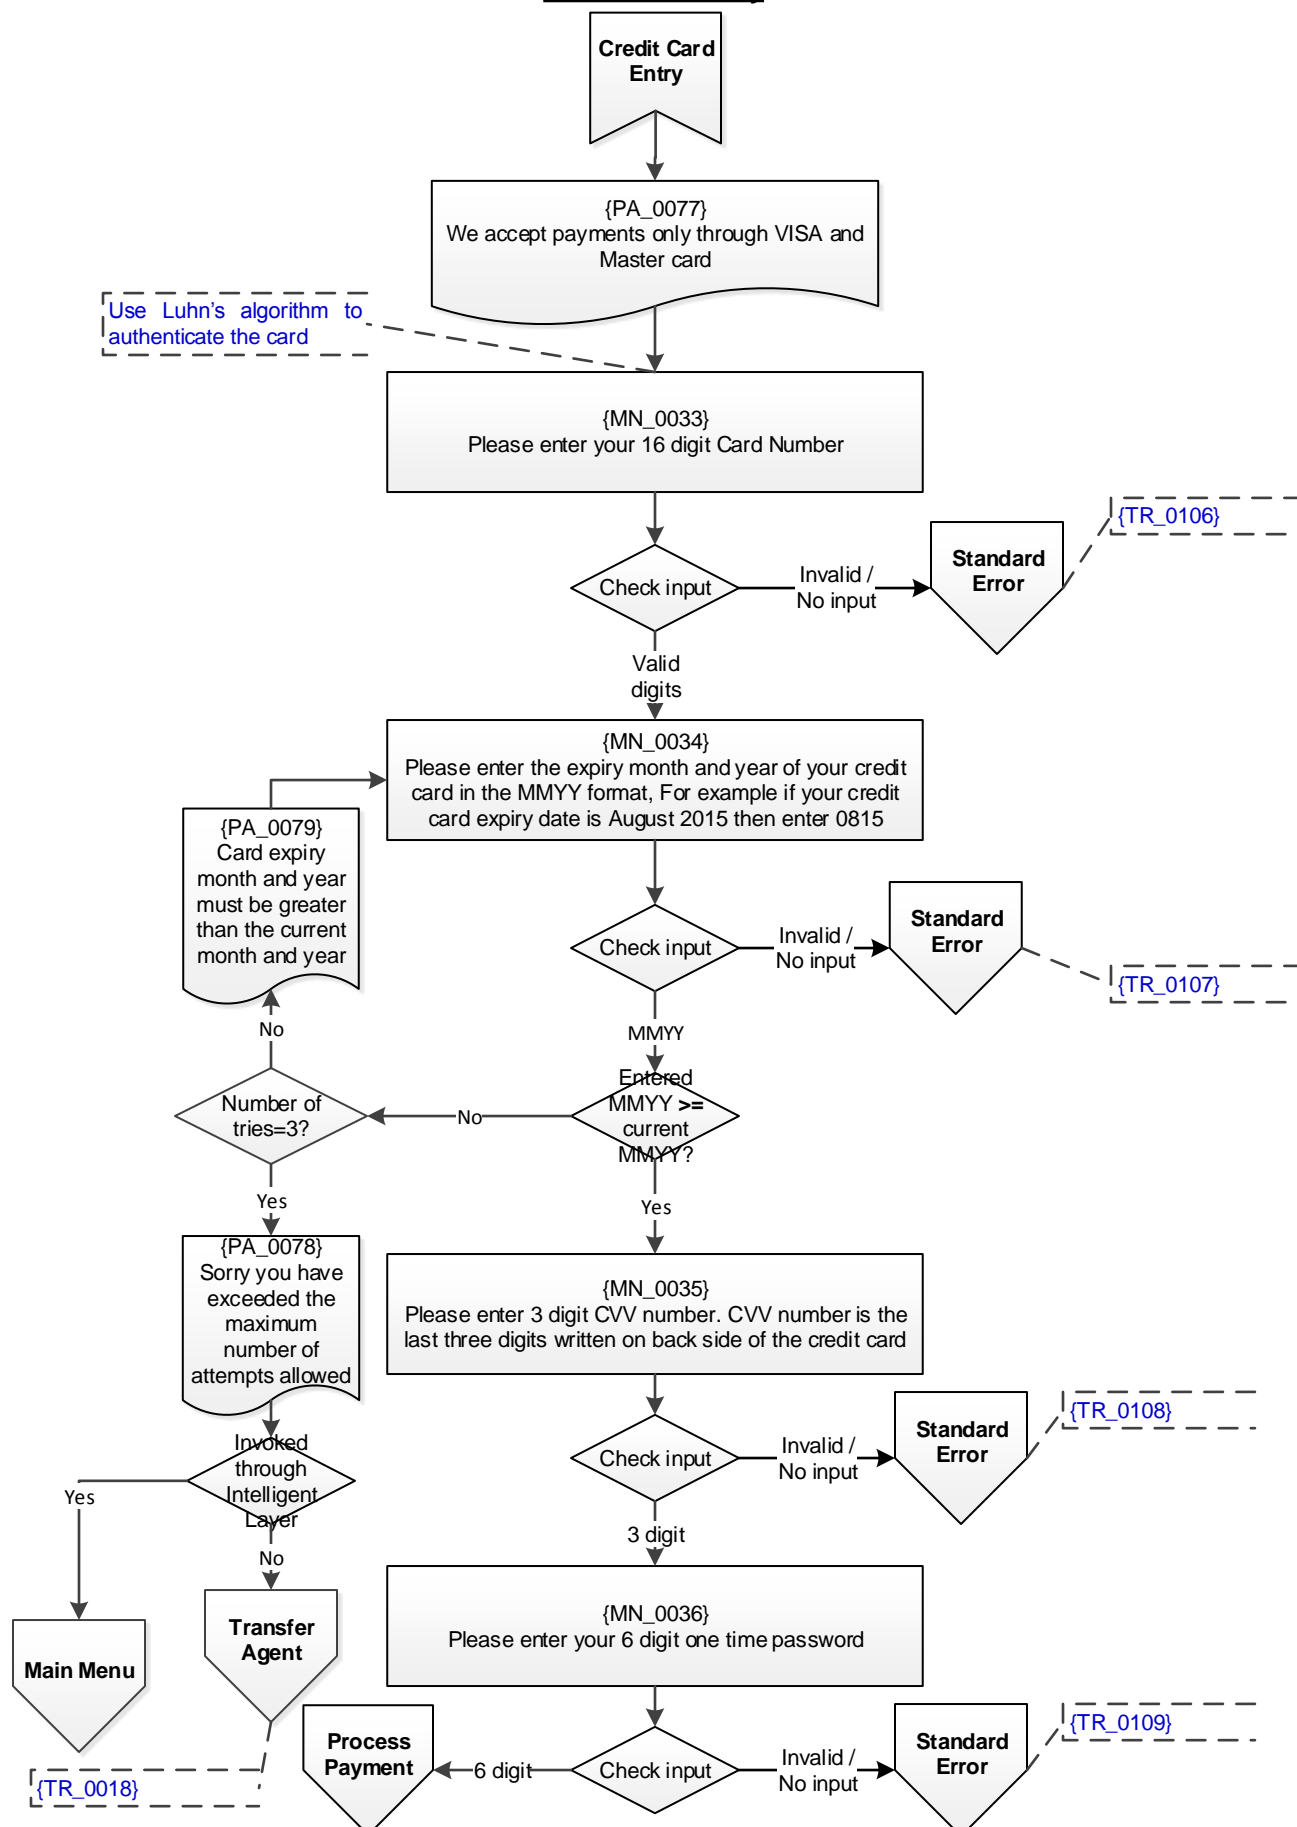 Credit Card
Entry
{PA_0077}
We accept payments only through VISA and
Master card
Use Luhn's algorithm to
authenticate the card
{MN_0033}
Please enter your 16 digit Card Number
{TR_0106}
Standard
Error
Check input
Invalid /
No input
Valid
digits
{MN_0034}
Please enter the expiry month and year of your credit
card in the MMYY format, For example if your credit
card expiry date is August 2015 then enter 0815
{PA_0079}
Card expiry
month and year
must be greater
than the current
month and year
Check input
Invalid /
No input
Standard
Error
{TR_0107}
No
MMYY
Number of
tries=3?
No
Entered
MMYY >=
current
MMYY?
Yes
Yes
{PA_0078}
Sorry you have
exceeded the
maximum
number of
attempts allowed
{MN_0035}
Please enter 3 digit CVV number. CVV number is the
last three digits written on back side of the credit card
{TR_0108}
Invoked
through
Intelligent
Layer
Check input
Invalid /
No input
Standard
Error
Yes
No
3 digit
{MN_0036}
Please enter your 6 digit one time password
Main Menu
Transfer
Agent
{TR_0018}
Process
Payment
6 digit
Check input
Invalid /
No input
Standard
Error
{TR_0109}